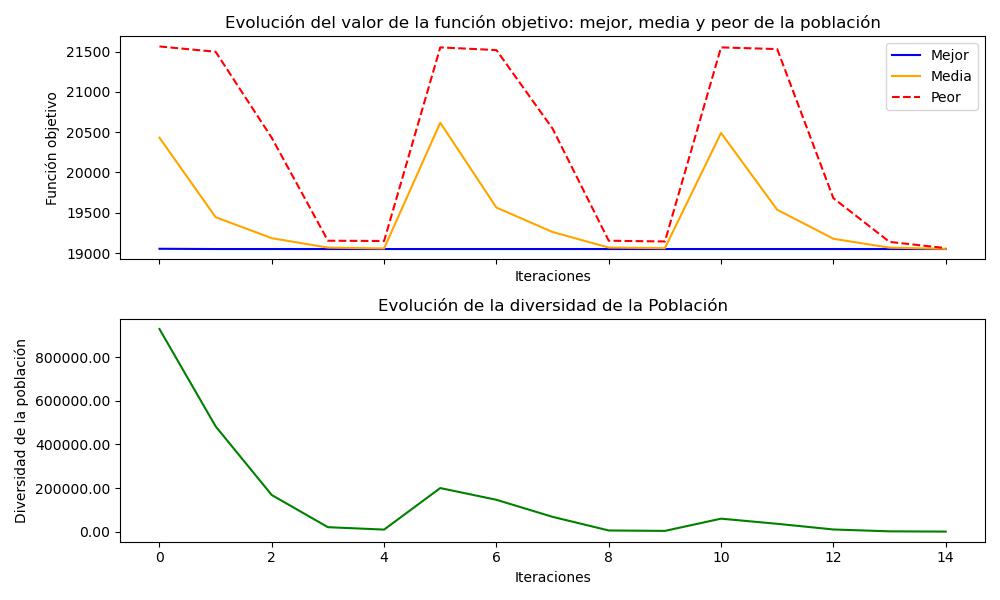 Evolución del valor de la función objetivo: mejor, media y peor de la población
Función objetivo
21500
21000
20500
20000
19500
19000
Mejor
Media
Peor
Iteraciones
Evolución de la diversidad de la Población
Diversidad de la población
800000.00
600000.00
400000.00
200000.00
0.00
0 2 4 6 8 10 12 14
Iteraciones